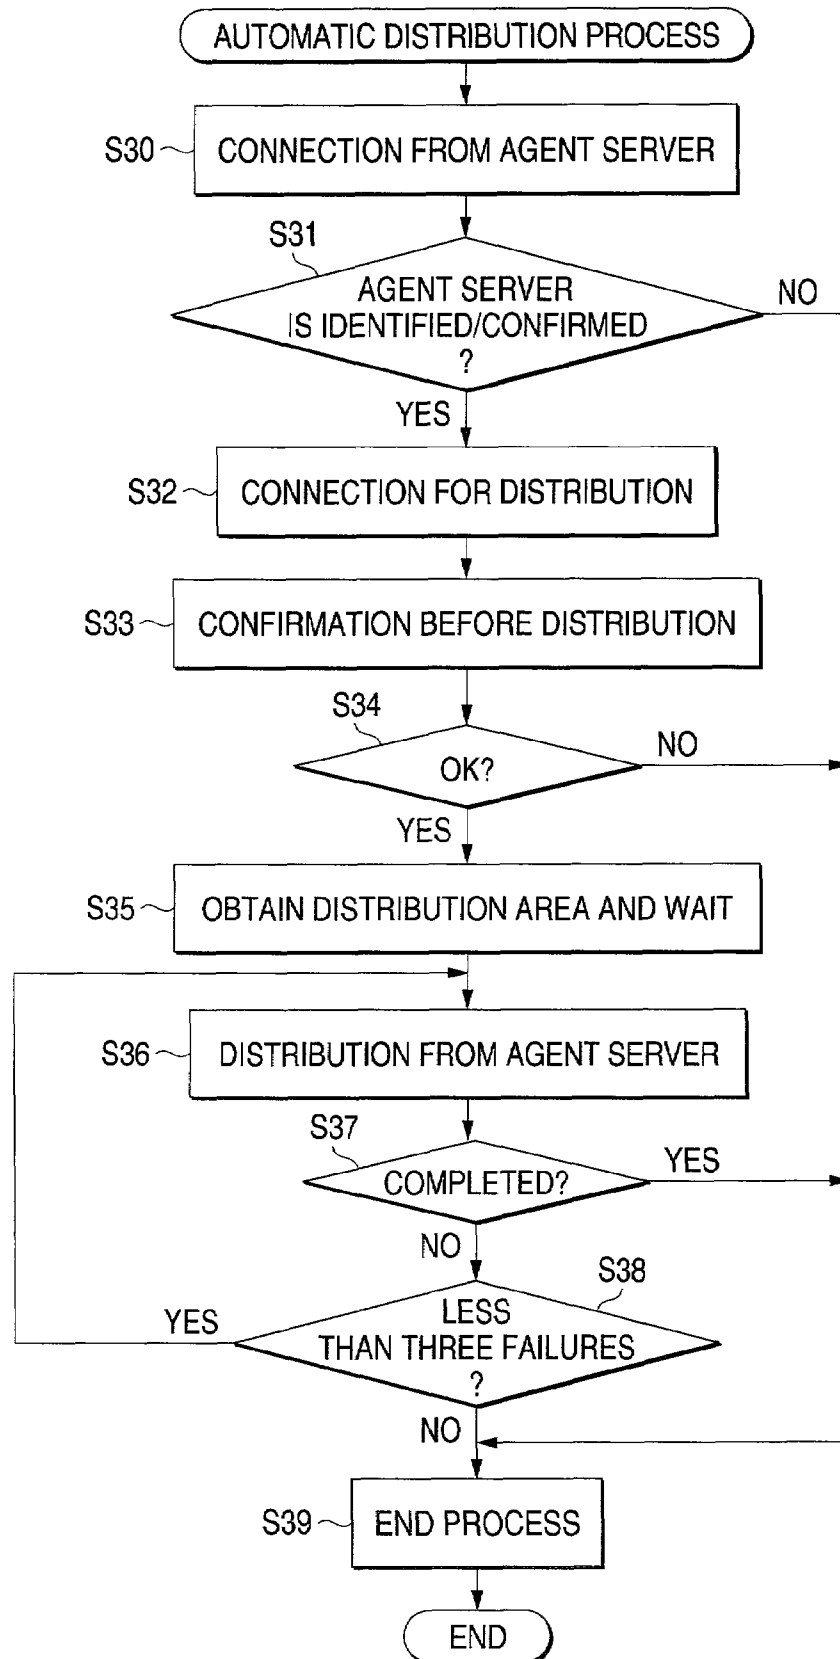 AUTOMATIC DISTRIBUTION PROCESS
S30
CONNECTION FROM AGENT SERVER
S31
AGENT SERVER
IS IDENTIFIED/CONFIRMED
?
NO
YES
S32
CONNECTION FOR DISTRIBUTION
S33
CONFIRMATION BEFORE DISTRIBUTION
S34
OK?
NO
YES
S35
OBTAIN DISTRIBUTION AREA AND WAIT
S36
DISTRIBUTION FROM AGENT SERVER
S37
COMPLETED?
YES
NO
S38
LESS
THAN THREE FAILURES
?
YES
NO
S39
END PROCESS
END